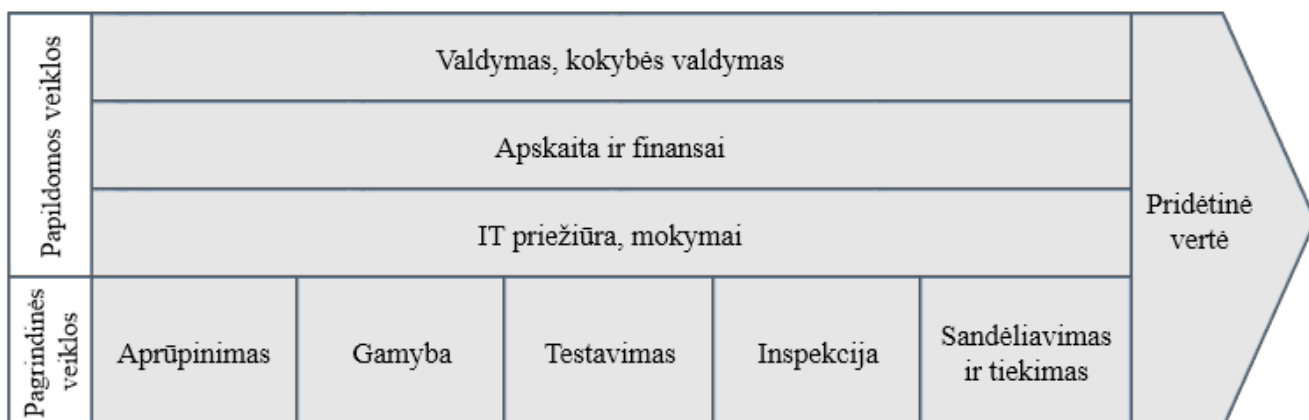 Papildomos veiklos
Valdymas, kokybės valdymas
Apskaita ir finansai
IT priežiūra, mokymai
Pagrindinės
veiklos
Aprūpinimas
Gamyba
Testavimas
Inspekcija
Sandėliavimas
ir tiekimas
Pridėtinė
vertė